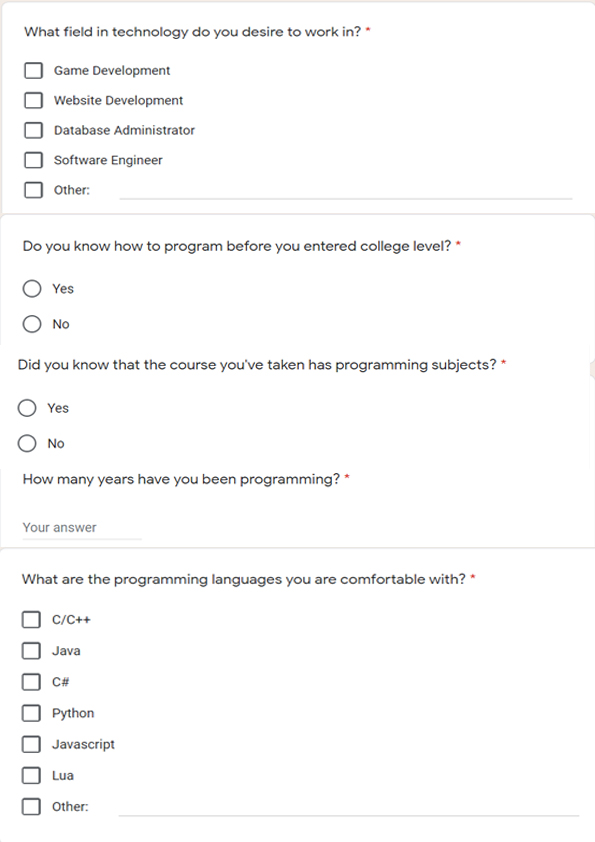 What field in technology do you desire to work in? *
Game Development
Website Development
Database Administrator
Software Engineer
Other:
Do you know how to program before you entered college level? *
Yes
No
Did you know that the course you've taken has programming subjects? *
Yes
No
How many years have you been programming? *
Your answer
What are the programming languages you are comfortable with? *
C/C++
Java
C#
Python
Javascript
Lua
Other: